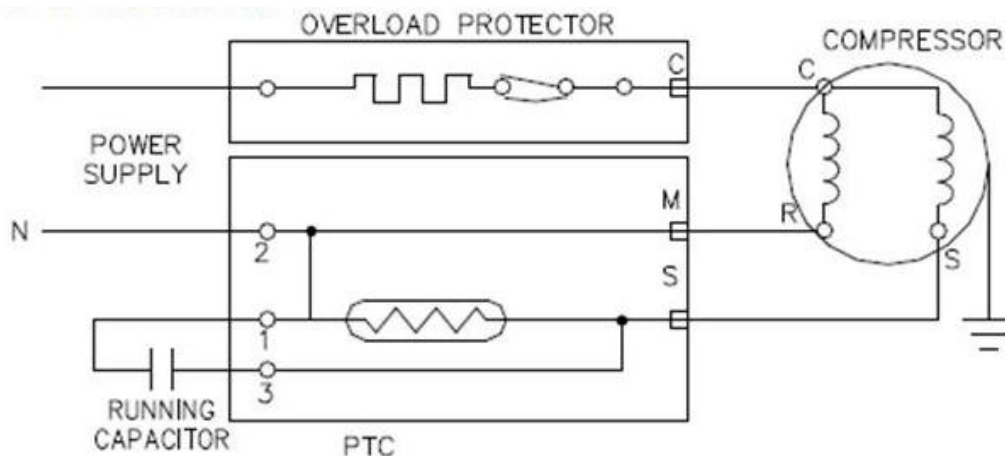 OVERLOAD PROTECTOR
COMPRESSOR
C
C
POWER
SUPPLY
M
N
R
2
S
S
1
3
RUNNING
CAPACITOR
PTC